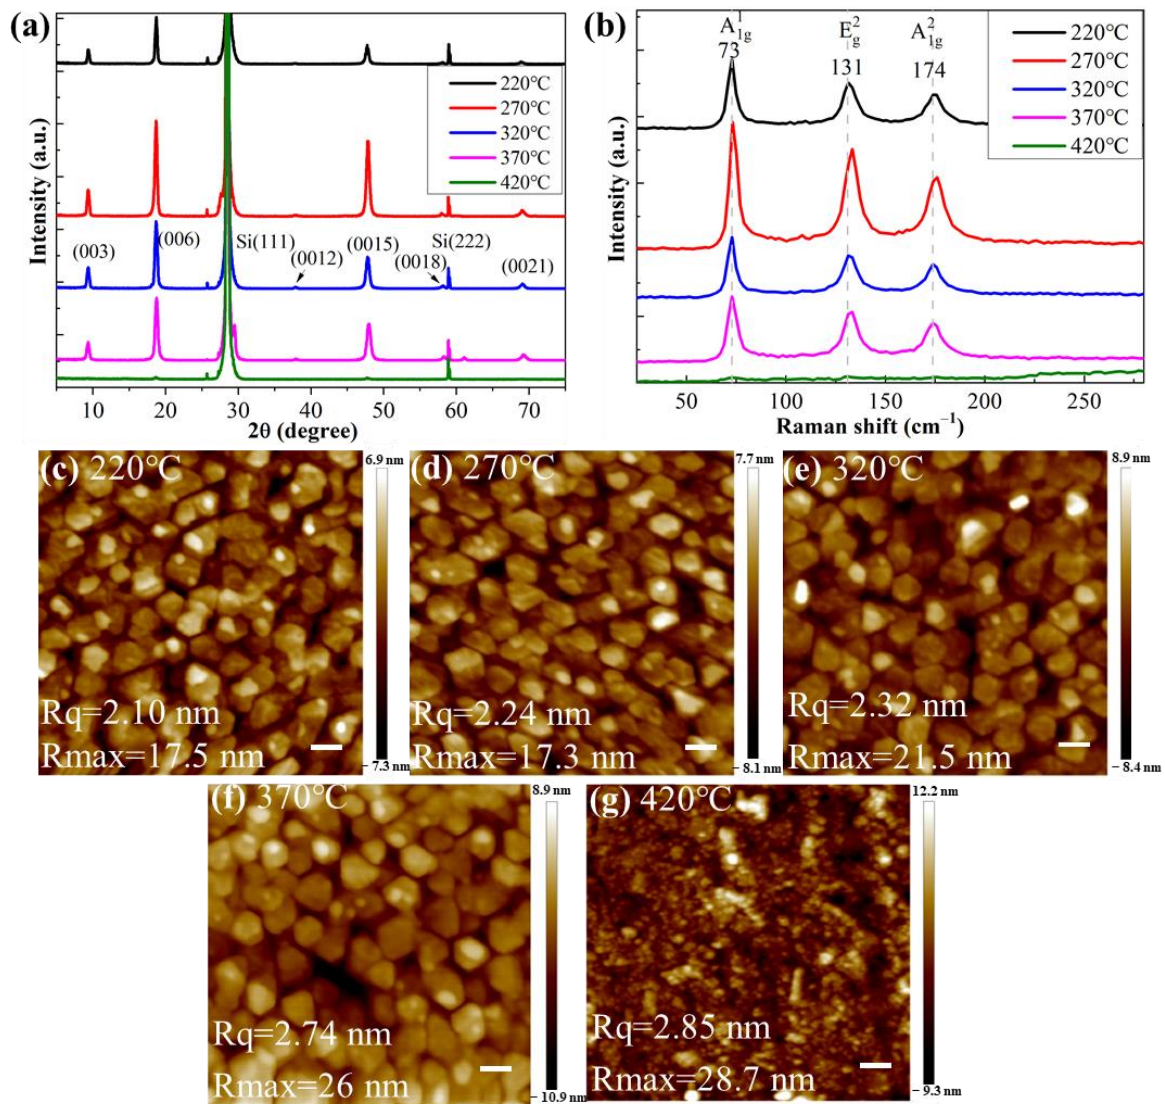 (a)
220℃
270℃
320℃
370℃
420℃
(003)
(006)
Si(111)
(0012)
(0015)
(0018)
Si(222)
(0021)
Intensity (a.u.)
10 20 30 40 50 60 70
2θ (degree)
(b)
A¹₁g
73
E²g
131
A²₁g
174
220℃
270℃
320℃
370℃
420℃
Intensity (a.u.)
50 100 150 200 250
Raman shift (cm⁻¹)
(c) 220℃
Rq=2.10 nm
Rmax=17.5 nm
6.9 nm
−7.3 nm
(d) 270℃
Rq=2.24 nm
Rmax=17.3 nm
7.7 nm
−8.1 nm
(e) 320℃
Rq=2.32 nm
Rmax=21.5 nm
8.9 nm
−8.4 nm
(f) 370℃
Rq=2.74 nm
Rmax=26 nm
8.9 nm
−10.9 nm
(g) 420℃
Rq=2.85 nm
Rmax=28.7 nm
12.2 nm
−9.3 nm